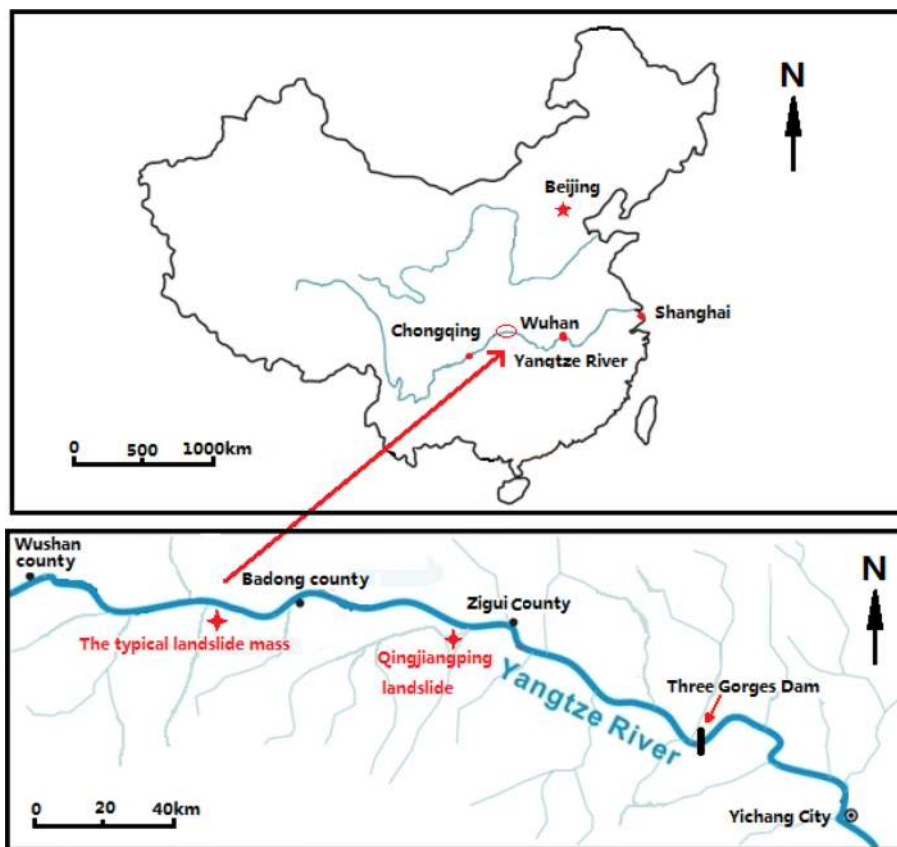 N
Beijing
Shanghai
Chongqing
Wuhan
Yangtze River
0 500 1000km
Wushan
county
Badong county
Zigui County
N
The typical landslide mass
Qingjiangping
landslide
Three Gorges Dam
Yangtze River
0 20 40km
Yichang City